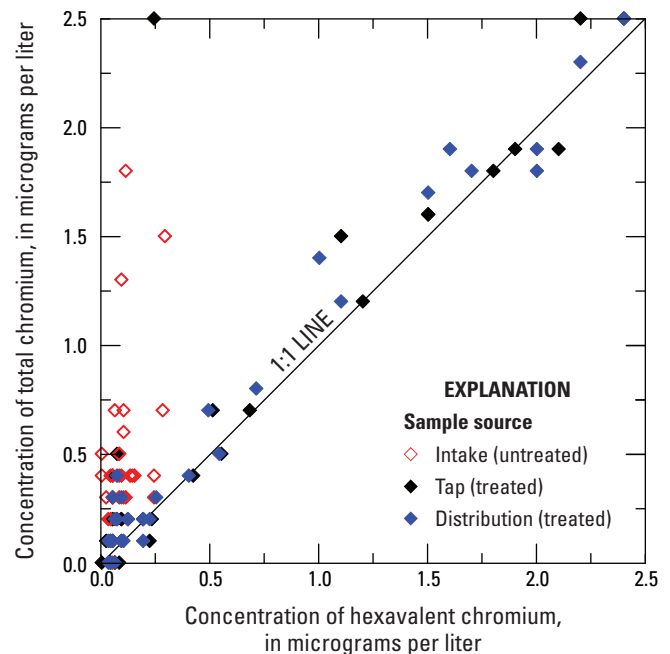 2.5
2.0
1.5
1.0
0.5
0.0
0.0
0.5
1.0
1.5
2.0
2.5
Concentration of total chromium, in micrograms per liter
1:1 LINE
EXPLANATION
Sample source
Intake (untreated)
Tap (treated)
Distribution (treated)
Concentration of hexavalent chromium,
in micrograms per liter